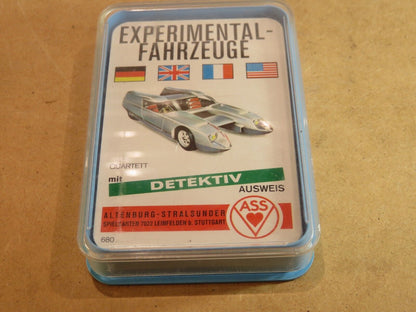 EXPERIMENTAL-
FAHRZEUGE
QUARTETT
mit
DETEKTIV
AUSWEIS
ALTENBURG-STRALSUNDER
SPIELKARTEN 7022 LEINFELDEN b. STUTTGART
ASS
680